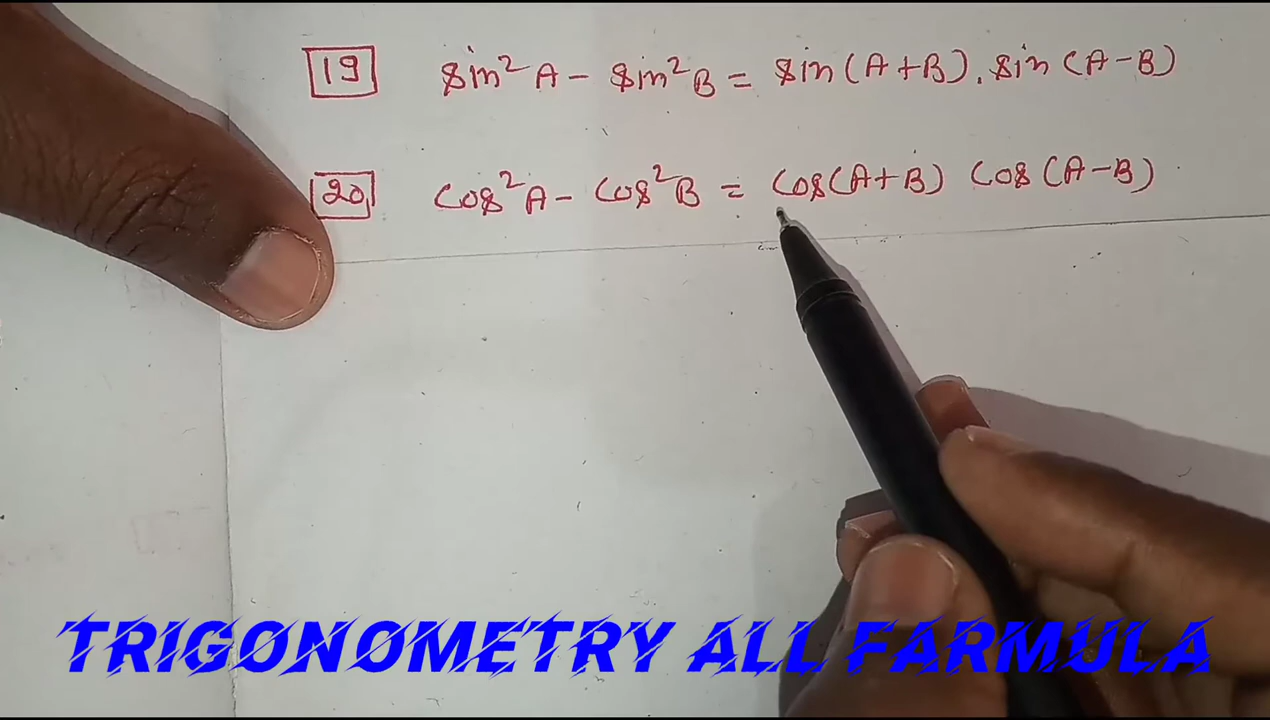 19 sin²A - sin²B = sin(A+B). sin(A-B)
20 cos²A - cos²B = cos(A+B) cos(A-B)
TRIGONOMETRY ALL FARMULA